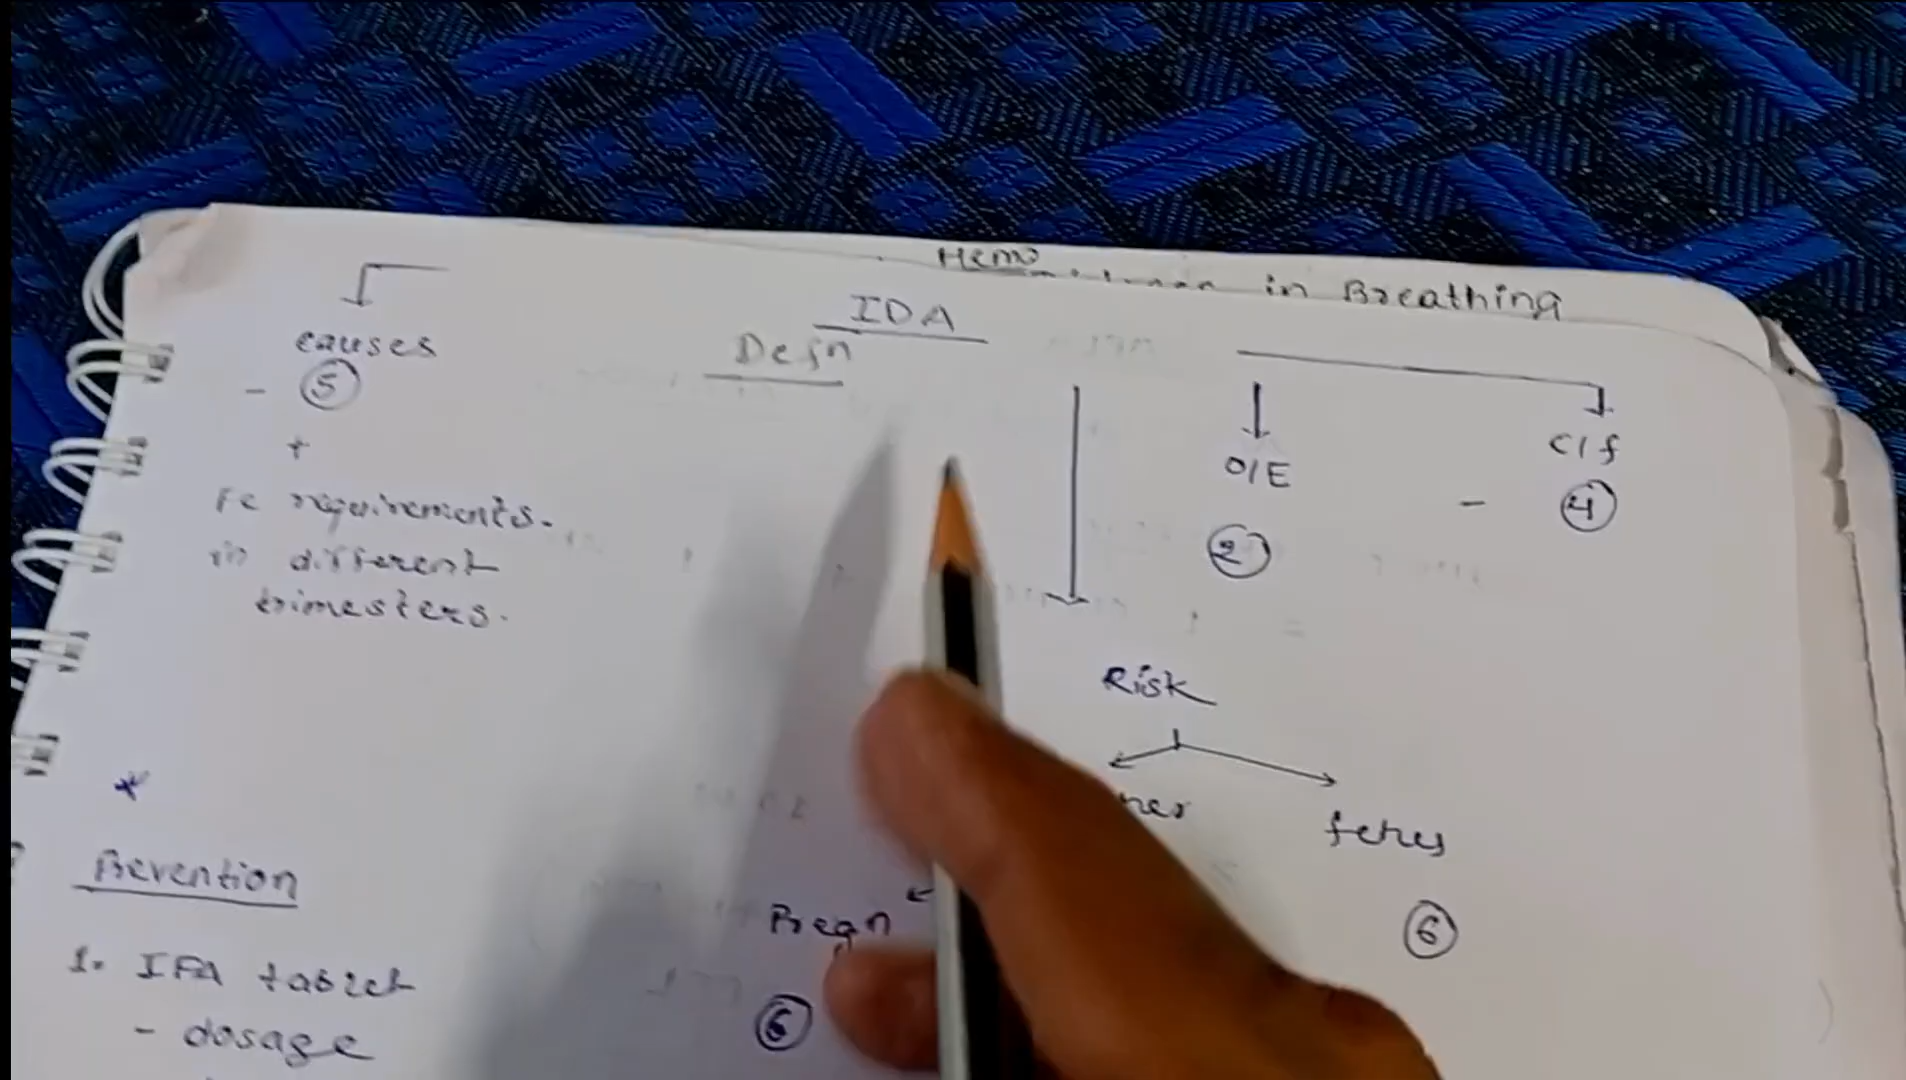 Hemo
in Breathing
IDA
Defn
causes
- ⑤
+
Fe requirements.
in different
trimesters.
O/E
②
C/f
- ④
Risk
fetus
⑥
*
Prevention
1. IFA tablet
- dosage
Pregn
⑥